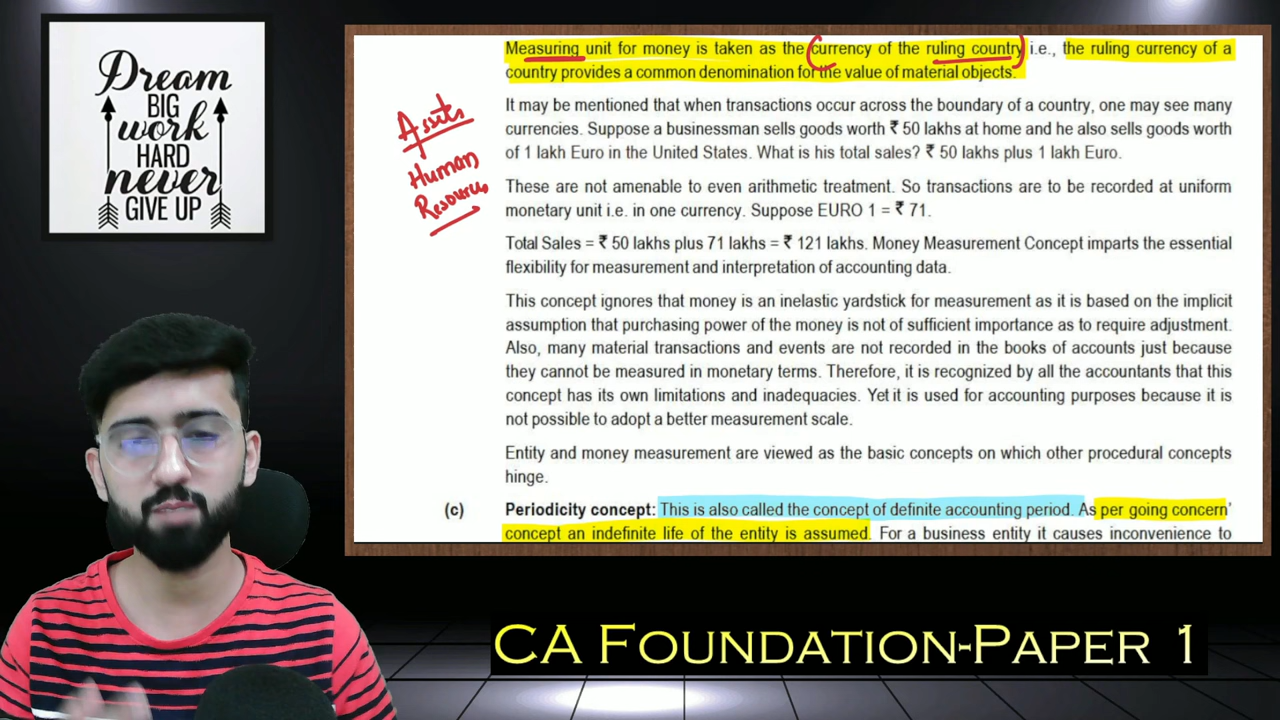 Dream
BIG
work
HARD
never
GIVE UP
Assets
Human
Resources
Measuring unit for money is taken as the currency of the ruling country i.e., the ruling currency of a
country provides a common denomination for the value of material objects.
It may be mentioned that when transactions occur across the boundary of a country, one may see many
currencies. Suppose a businessman sells goods worth ₹ 50 lakhs at home and he also sells goods worth
of 1 lakh Euro in the United States. What is his total sales? ₹ 50 lakhs plus 1 lakh Euro.
These are not amenable to even arithmetic treatment. So transactions are to be recorded at uniform
monetary unit i.e. in one currency. Suppose EURO 1 = ₹ 71.
Total Sales = ₹ 50 lakhs plus 71 lakhs = ₹ 121 lakhs. Money Measurement Concept imparts the essential
flexibility for measurement and interpretation of accounting data.
This concept ignores that money is an inelastic yardstick for measurement as it is based on the implicit
assumption that purchasing power of the money is not of sufficient importance as to require adjustment.
Also, many material transactions and events are not recorded in the books of accounts just because
they cannot be measured in monetary terms. Therefore, it is recognized by all the accountants that this
concept has its own limitations and inadequacies. Yet it is used for accounting purposes because it is
not possible to adopt a better measurement scale.
Entity and money measurement are viewed as the basic concepts on which other procedural concepts
hinge.
(c) Periodicity concept: This is also called the concept of definite accounting period. As per going concern'
concept an indefinite life of the entity is assumed. For a business entity it causes inconvenience to
CA FOUNDATION-PAPER 1